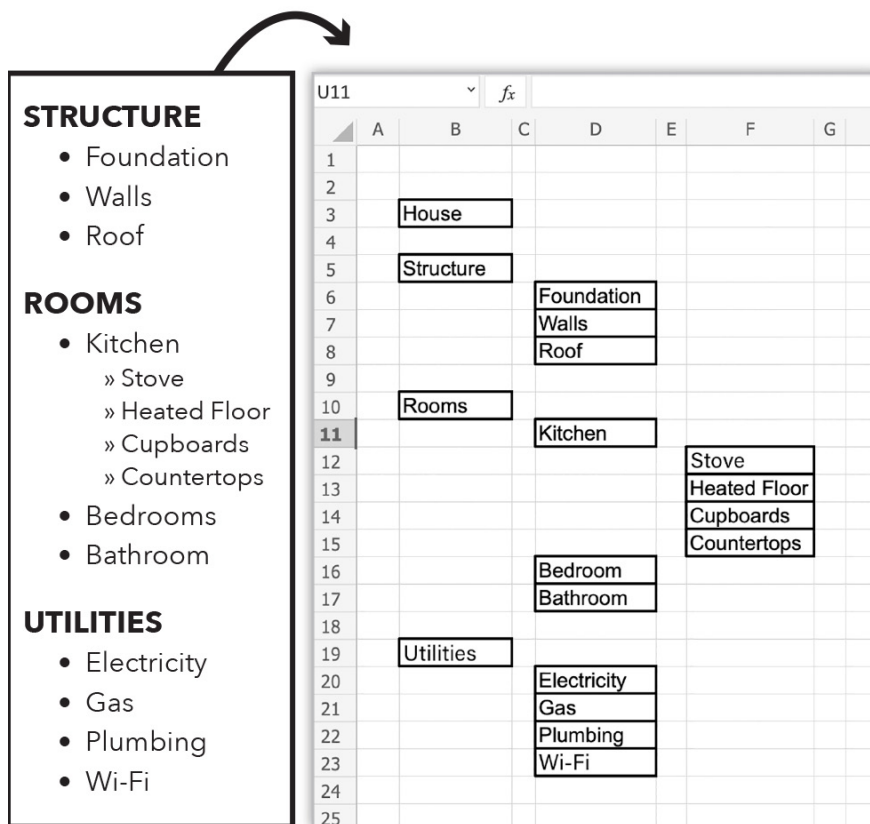 STRUCTURE
• Foundation
• Walls
• Roof
ROOMS
• Kitchen
» Stove
» Heated Floor
» Cupboards
» Countertops
• Bedrooms
• Bathroom
UTILITIES
• Electricity
• Gas
• Plumbing
• Wi-Fi
U11 fx
A B C D E F G
1
2
3 House
4
5 Structure
6 Foundation
7 Walls
8 Roof
9
10 Rooms
11 Kitchen
12 Stove
13 Heated Floor
14 Cupboards
15 Countertops
16 Bedroom
17 Bathroom
18
19 Utilities
20 Electricity
21 Gas
22 Plumbing
23 Wi-Fi
24
25